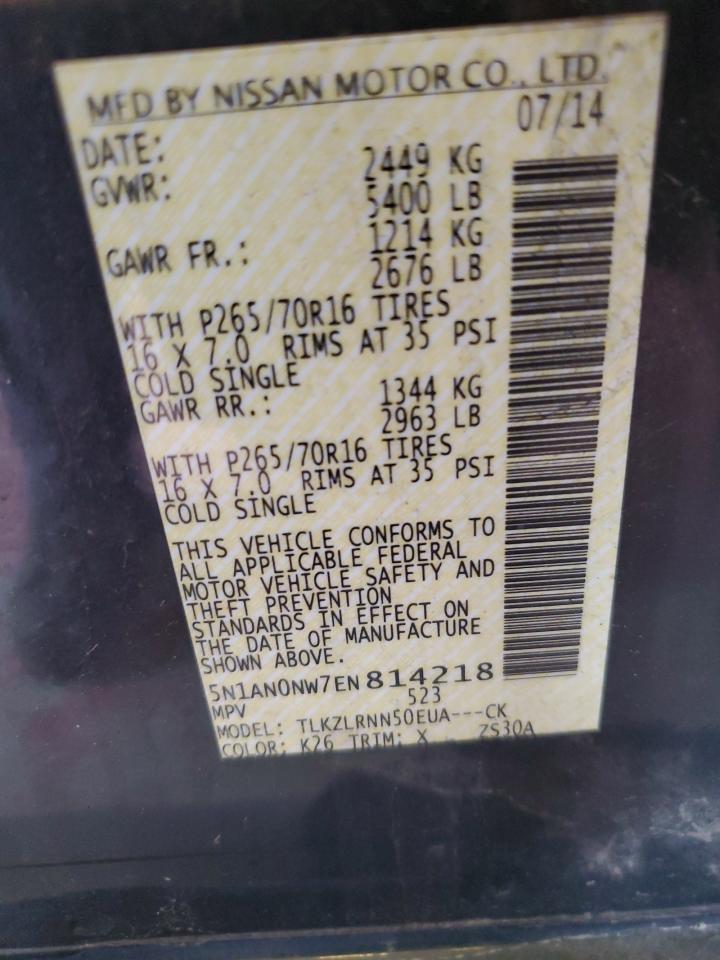 MFD BY NISSAN MOTOR CO., LTD.
DATE: 07/14
GVWR: 2449 KG
5400 LB
GAWR FR.: 1214 KG
2676 LB
WITH P265/70R16 TIRES
16 X 7.0 RIMS AT 35 PSI
COLD SINGLE
GAWR RR.: 1344 KG
2963 LB
WITH P265/70R16 TIRES
16 X 7.0 RIMS AT 35 PSI
COLD SINGLE
THIS VEHICLE CONFORMS TO
ALL APPLICABLE FEDERAL
MOTOR VEHICLE SAFETY AND
THEFT PREVENTION
STANDARDS IN EFFECT ON
THE DATE OF MANUFACTURE
SHOWN ABOVE.
5N1AN0NW7EN814218
MPV 523
MODEL: TLKZLRNN50EUA---CK
COLOR: K26 TRIM: X ZS30A